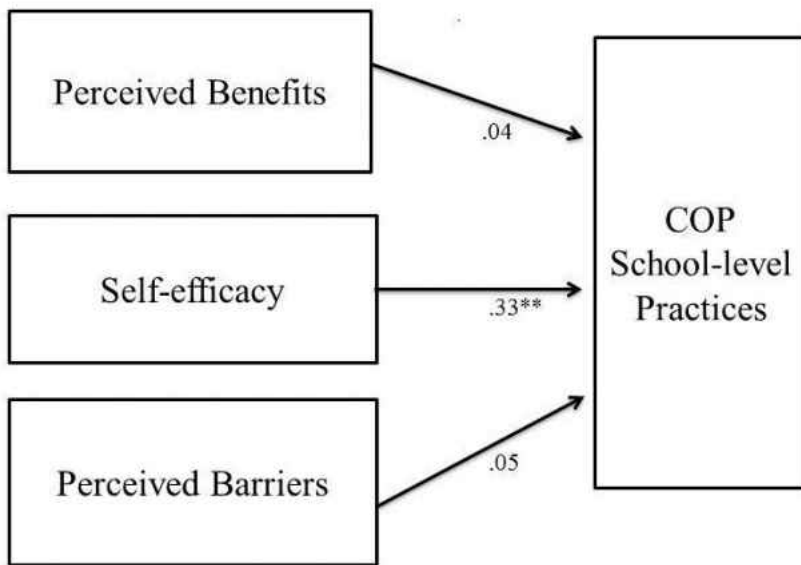 Perceived Benefits
.04
Self-efficacy
.33**
Perceived Barriers
.05
COP
School-level
Practices